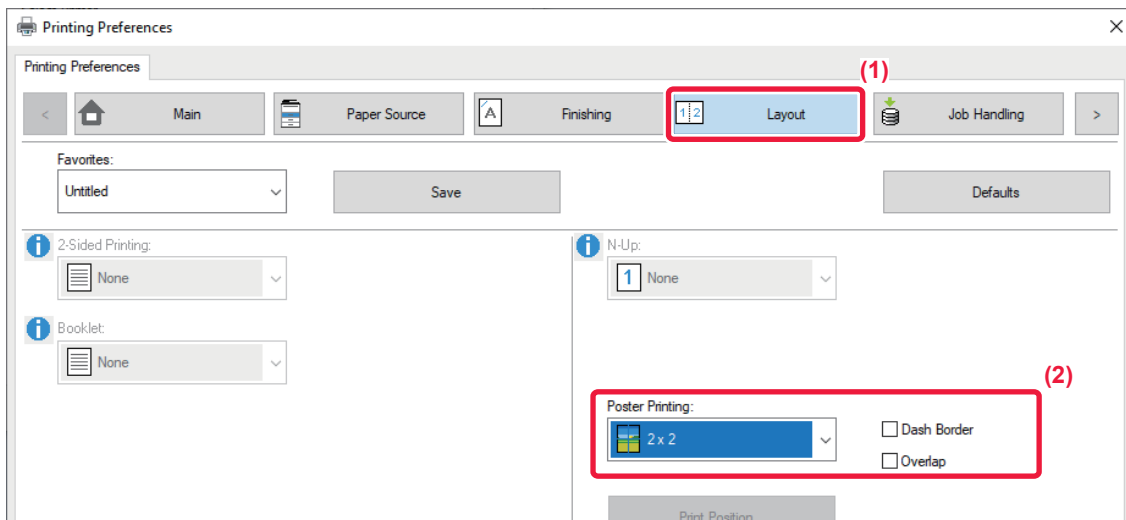 Printing Preferences
Printing Preferences
(1)
< Main Paper Source A Finishing 1 2 Layout Job Handling >
Favorites:
Untitled Save Defaults
2-Sided Printing:
None
Booklet:
None
N-Up:
1 None
(2)
Poster Printing:
2 x 2
Dash Border
Overlap
Print Position